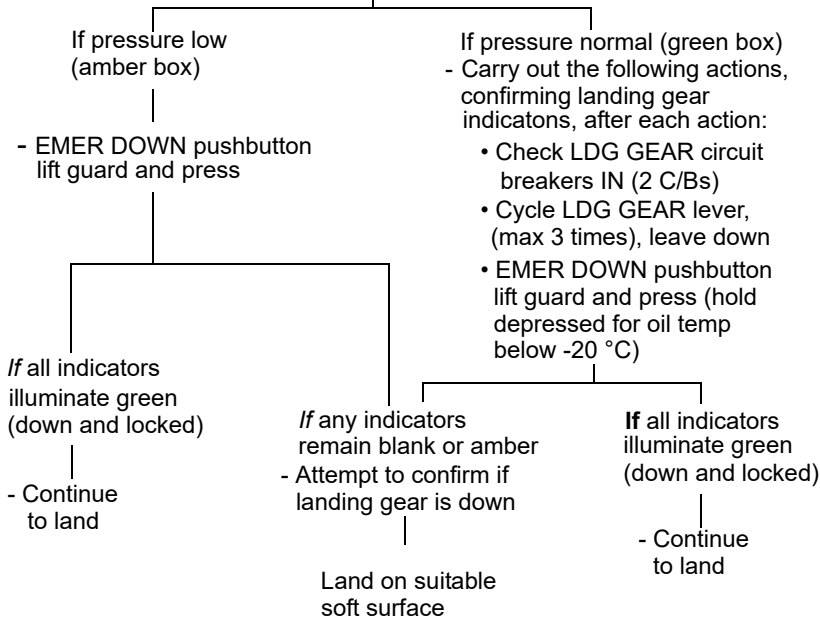 If pressure low
(amber box)
- EMER DOWN pushbutton
lift guard and press
If all indicators
illuminate green
(down and locked)
- Continue
to land
If pressure normal (green box)
- Carry out the following actions,
confirming landing gear
indicatons, after each action:
• Check LDG GEAR circuit
breakers IN (2 C/Bs)
• Cycle LDG GEAR lever,
(max 3 times), leave down
• EMER DOWN pushbutton
lift guard and press (hold
depressed for oil temp
below -20 °C)
If any indicators
remain blank or amber
- Attempt to confirm if
landing gear is down
Land on suitable
soft surface
If all indicators
illuminate green
(down and locked)
- Continue
to land